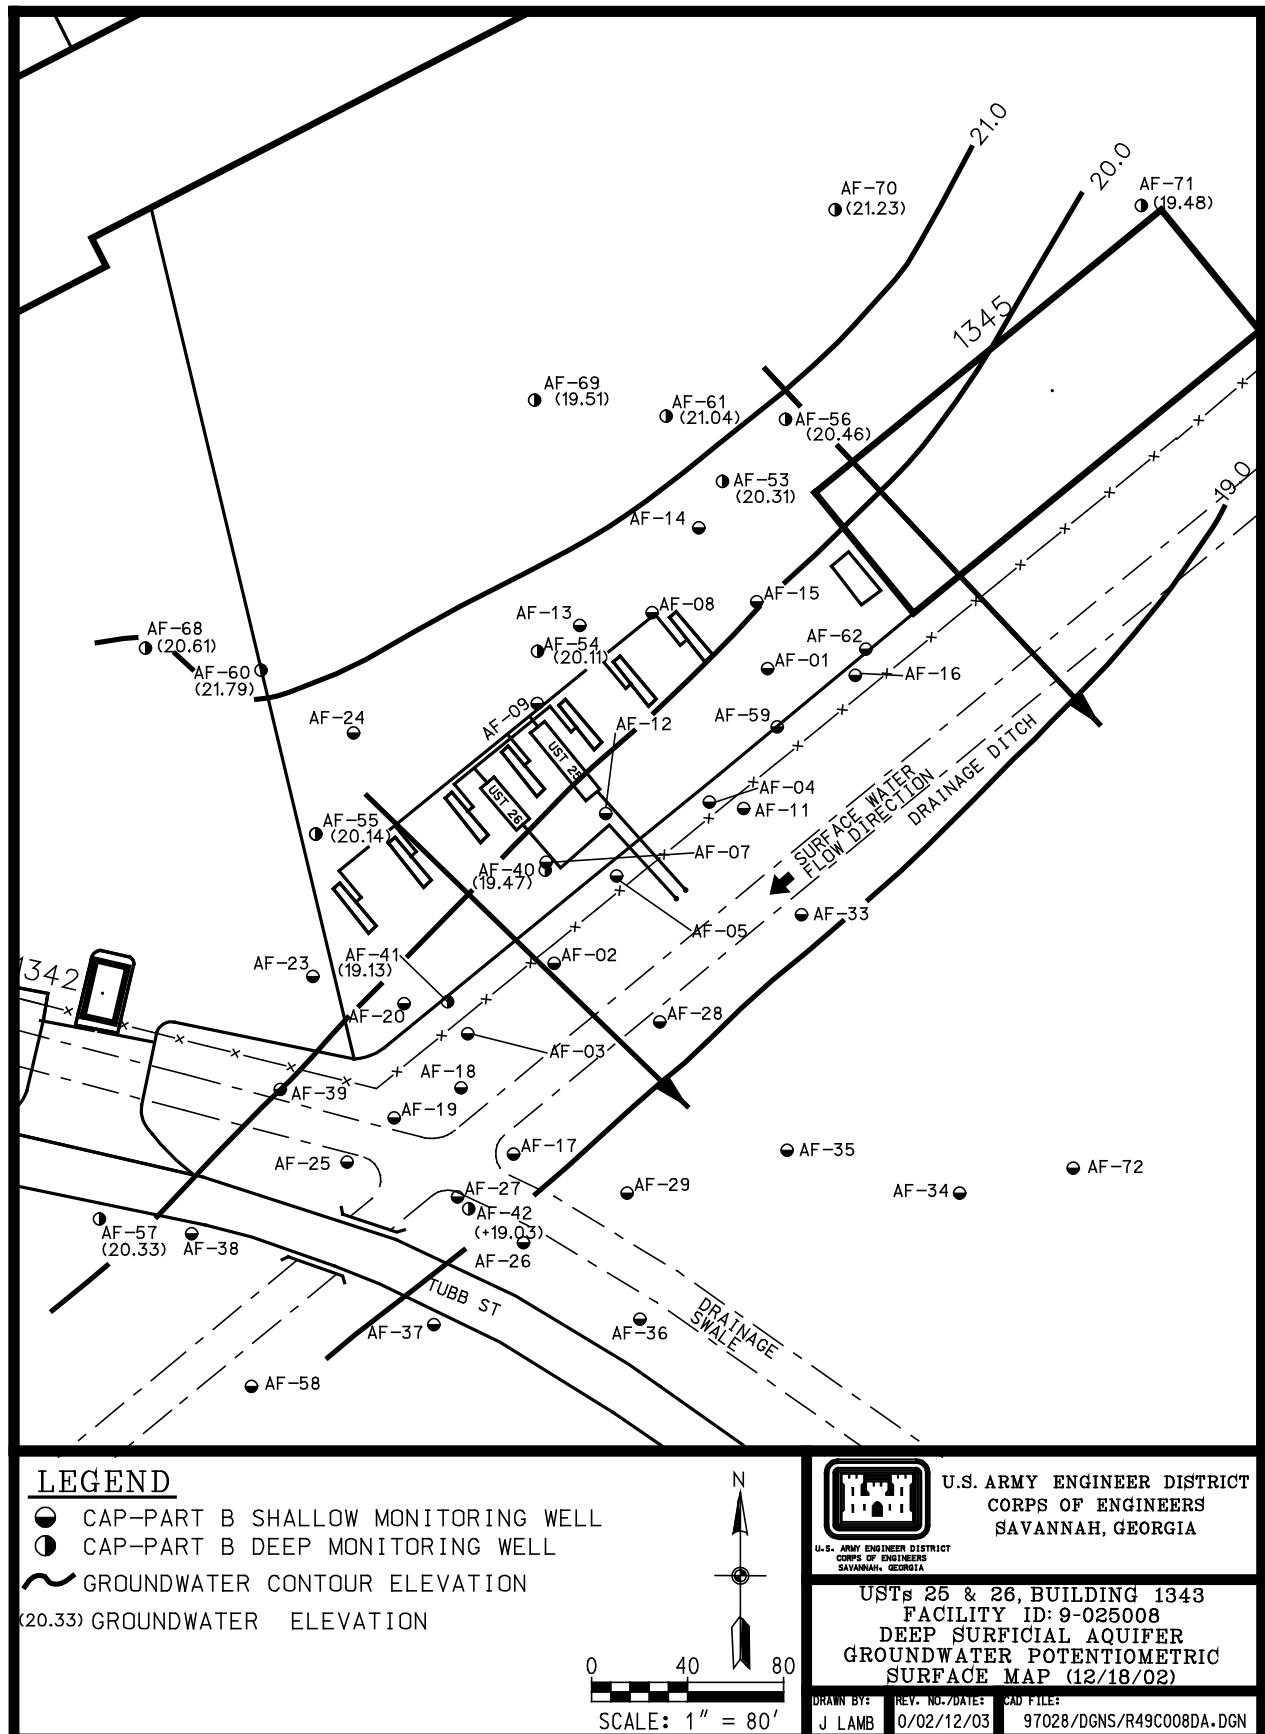 21.0
20.0
AF-70
(21.23)
AF-71
(19.48)
1345
AF-69
(19.51)
AF-61
(21.04)
AF-56
(20.46)
AF-53
(20.31)
AF-14
19.0
AF-15
AF-08
AF-13
AF-54
(20.11)
AF-68
(20.61)
AF-60
(21.79)
AF-62
AF-01
AF-16
AF-24
AF-09
AF-12
AF-59
UST 25
UST 26
AF-04
AF-11
SURFACE WATER
FLOW DIRECTION
DRAINAGE DITCH
AF-55
(20.14)
AF-07
AF-40
(19.47)
AF-33
AF-05
AF-41
(19.13)
AF-02
AF-23
1342
AF-20
AF-28
AF-03
AF-18
AF-39
AF-19
AF-17
AF-25
AF-35
AF-72
AF-27
AF-29
AF-34
AF-42
(+19.03)
AF-57
(20.33)
AF-38
AF-26
TUBB ST
AF-37
AF-36
DRAINAGE
SWALE
AF-58
LEGEND
CAP-PART B SHALLOW MONITORING WELL
CAP-PART B DEEP MONITORING WELL
GROUNDWATER CONTOUR ELEVATION
(20.33) GROUNDWATER ELEVATION
N
0 40 80
SCALE: 1" = 80'
U.S. ARMY ENGINEER DISTRICT
CORPS OF ENGINEERS
SAVANNAH, GEORGIA
U.S. ARMY ENGINEER DISTRICT
CORPS OF ENGINEERS
SAVANNAH, GEORGIA
USTs 25 & 26, BUILDING 1343
FACILITY ID: 9-025008
DEEP SURFICIAL AQUIFER
GROUNDWATER POTENTIOMETRIC
SURFACE MAP (12/18/02)
DRAWN BY:
J LAMB
REV. NO./DATE:
0/02/12/03
CAD FILE:
97028/DGNS/R49C008DA.DGN